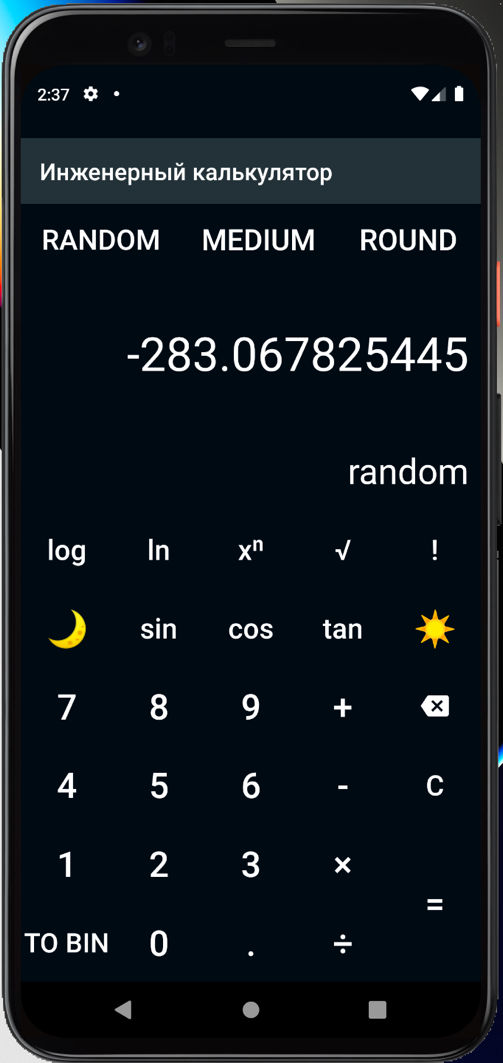 2:37
Инженерный калькулятор
RANDOM MEDIUM ROUND
-283.067825445
random
log ln xⁿ √ !
sin cos tan
7 8 9 +
4 5 6 - C
1 2 3 ×
=
TO BIN 0 . ÷